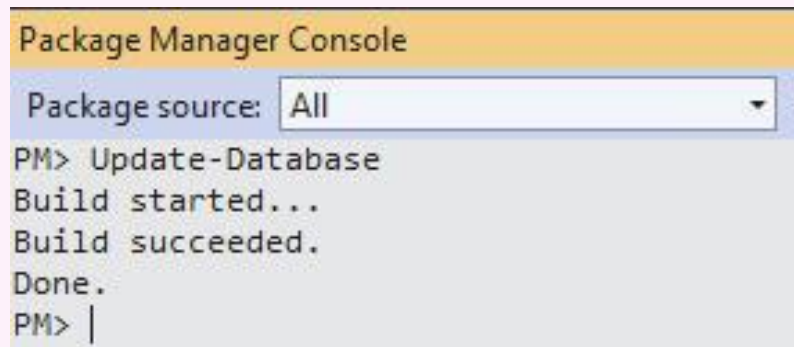 Package Manager Console
Package source: All
PM> Update-Database
Build started...
Build succeeded.
Done.
PM>